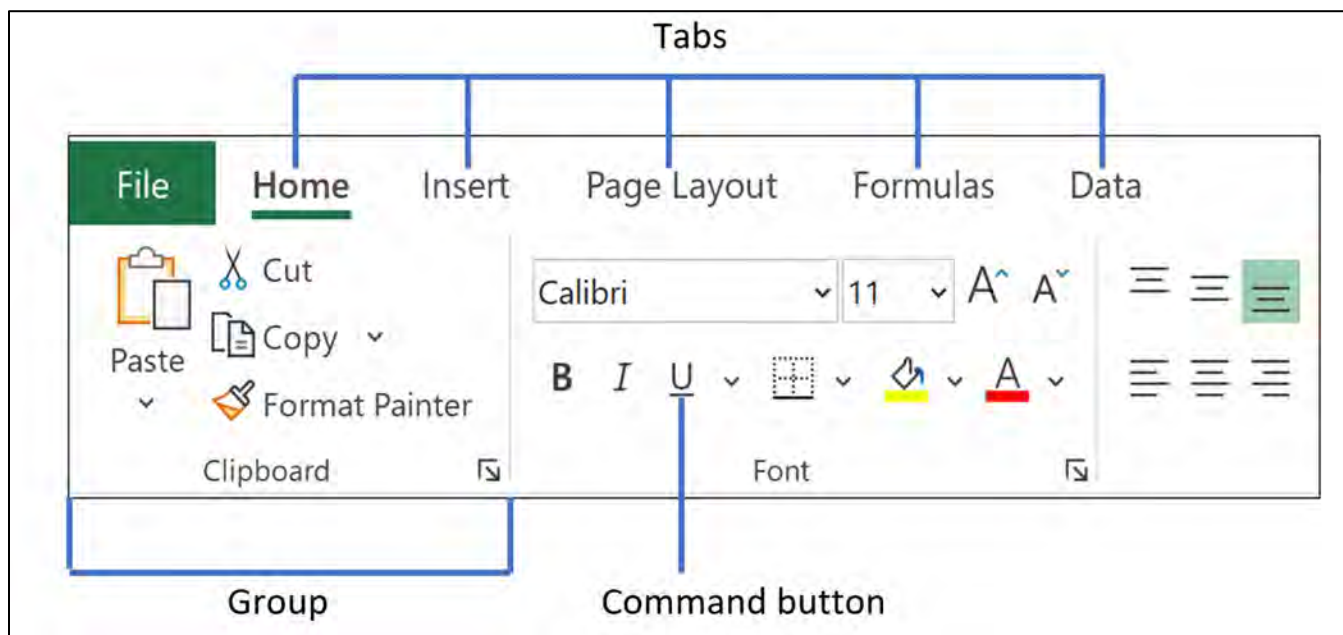 Tabs
File Home Insert Page Layout Formulas Data
Cut
Calibri 11 A A
Copy
Paste
B I U A
Format Painter
Clipboard Font
Group Command button